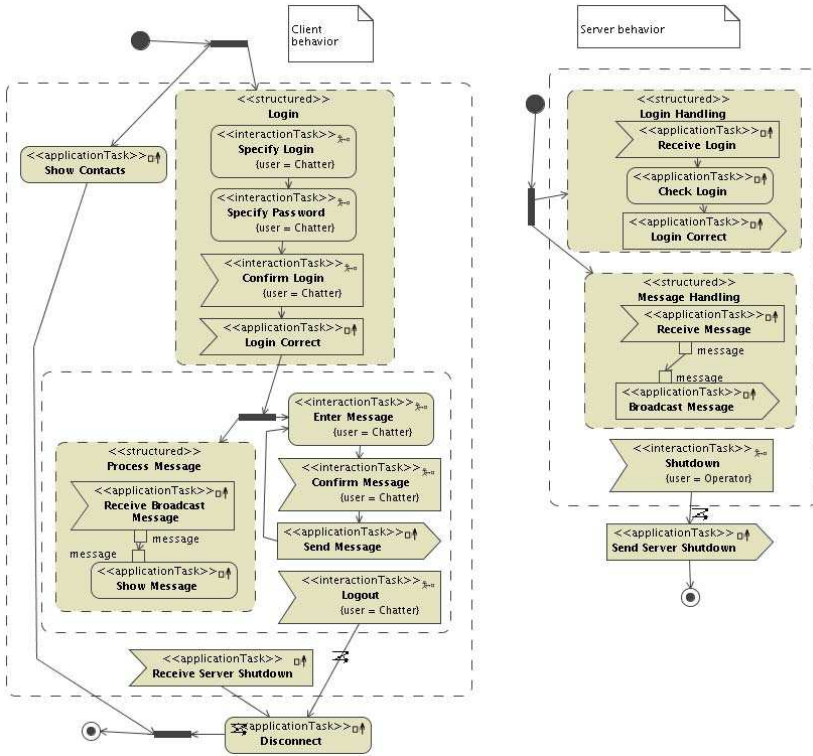 Client
behavior
<<structured>>
Login
<<interactionTask>>
Specify Login
{user = Chatter}
<<applicationTask>>
Show Contacts
<<interactionTask>>
Specify Password
{user = Chatter}
<<interactionTask>>
Confirm Login
{user = Chatter}
<<applicationTask>>
Login Correct
<<interactionTask>>
Enter Message
{user = Chatter}
<<structured>>
Process Message
<<applicationTask>>
Receive Broadcast
Message
message
message
<<applicationTask>>
Show Message
<<interactionTask>>
Confirm Message
{user = Chatter}
<<applicationTask>>
Send Message
<<interactionTask>>
Logout
{user = Chatter}
<<applicationTask>>
Receive Server Shutdown
<<applicationTask>>
Disconnect
Server behavior
<<structured>>
Login Handling
<<applicationTask>>
Receive Login
<<applicationTask>>
Check Login
<<applicationTask>>
Login Correct
<<structured>>
Message Handling
<<applicationTask>>
Receive Message
message
message
<<applicationTask>>
Broadcast Message
<<interactionTask>>
Shutdown
{user = Operator}
<<applicationTask>>
Send Server Shutdown